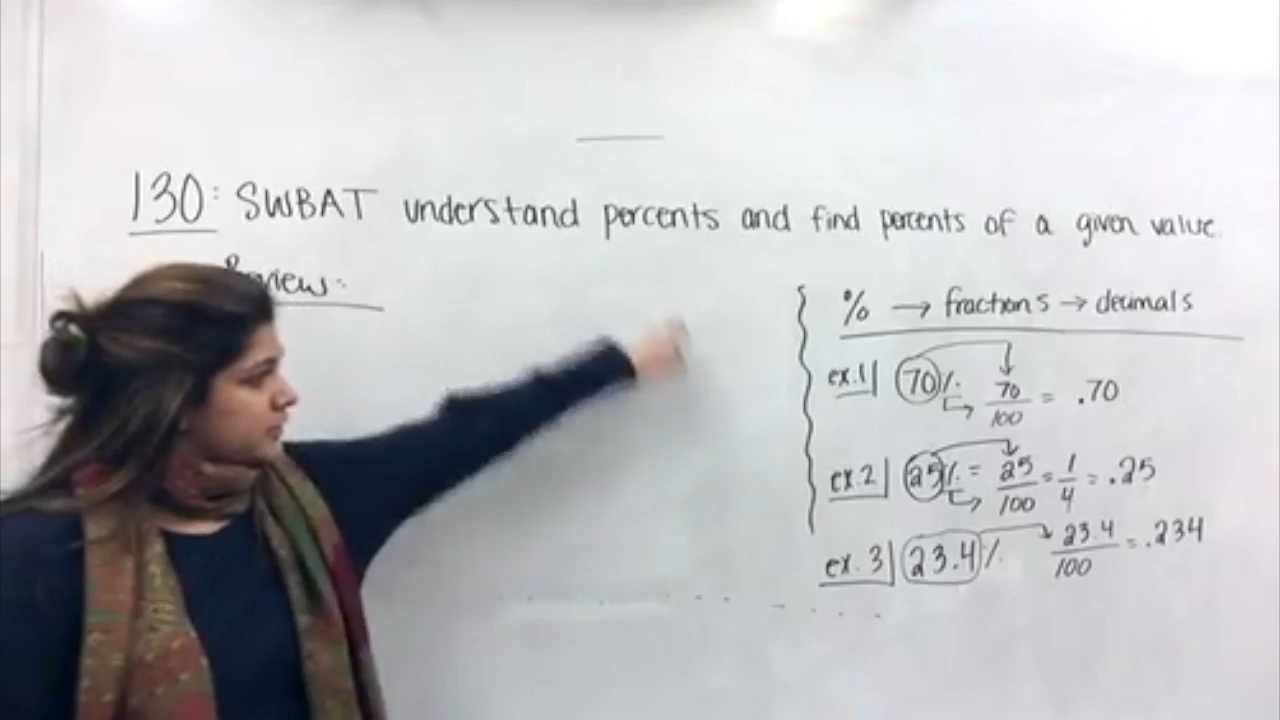 130: SWBAT understand percents and find percents of a given value.
Review:
% → fractions → decimals
ex.1| 70% 70/100 = .70
ex.2| 25% = 25/100 = 1/4 = .25
ex. 3| 23.4% 23.4/100 = .234